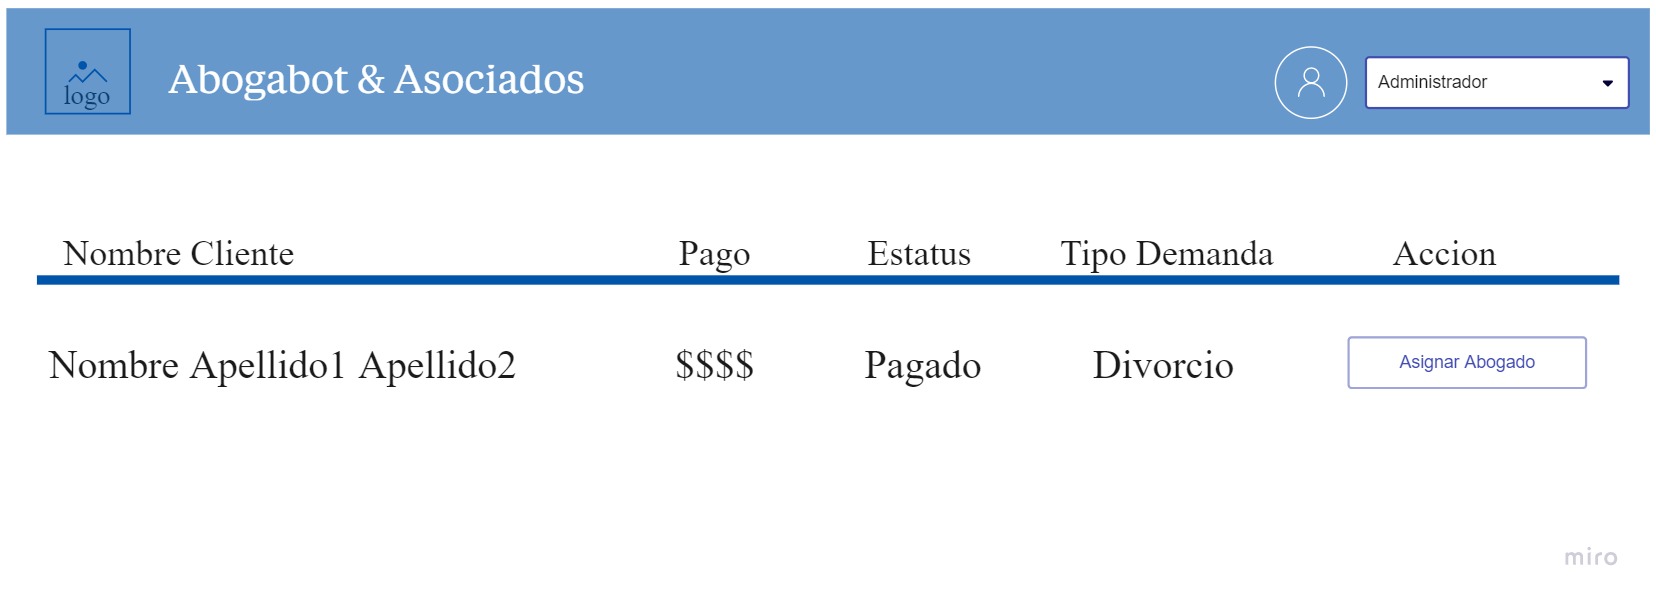 logo
Abogabot & Asociados
Administrador
Nombre Cliente Pago Estatus Tipo Demanda Accion
Nombre Apellido1 Apellido2 $$$$ Pagado Divorcio Asignar Abogado
miro